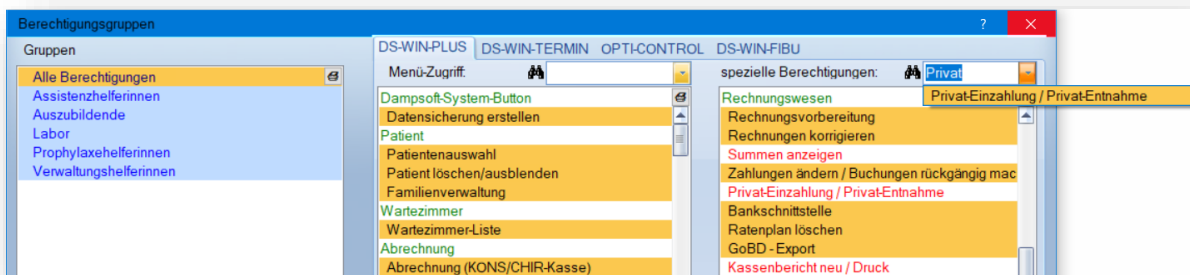 Berechtigungsgruppen ?
Gruppen
DS-WIN-PLUS DS-WIN-TERMIN OPTI-CONTROL DS-WIN-FIBU
Alle Berechtigungen
Assistenzhelferinnen
Auszubildende
Labor
Prophylaxehelferinnen
Verwaltungshelferinnen
Menü-Zugriff:
Dampsoft-System-Button
Datensicherung erstellen
Patient
Patientenauswahl
Patient löschen/ausblenden
Familienverwaltung
Wartezimmer
Wartezimmer-Liste
Abrechnung
Abrechnung (KONS/CHIR-Kasse)
spezielle Berechtigungen: Privat
Privat-Einzahlung / Privat-Entnahme
Rechnungswesen
Rechnungsvorbereitung
Rechnungen korrigieren
Summen anzeigen
Zahlungen ändern / Buchungen rückgängig mac
Privat-Einzahlung / Privat-Entnahme
Bankschnittstelle
Ratenplan löschen
GoBD - Export
Kassenbericht neu / Druck